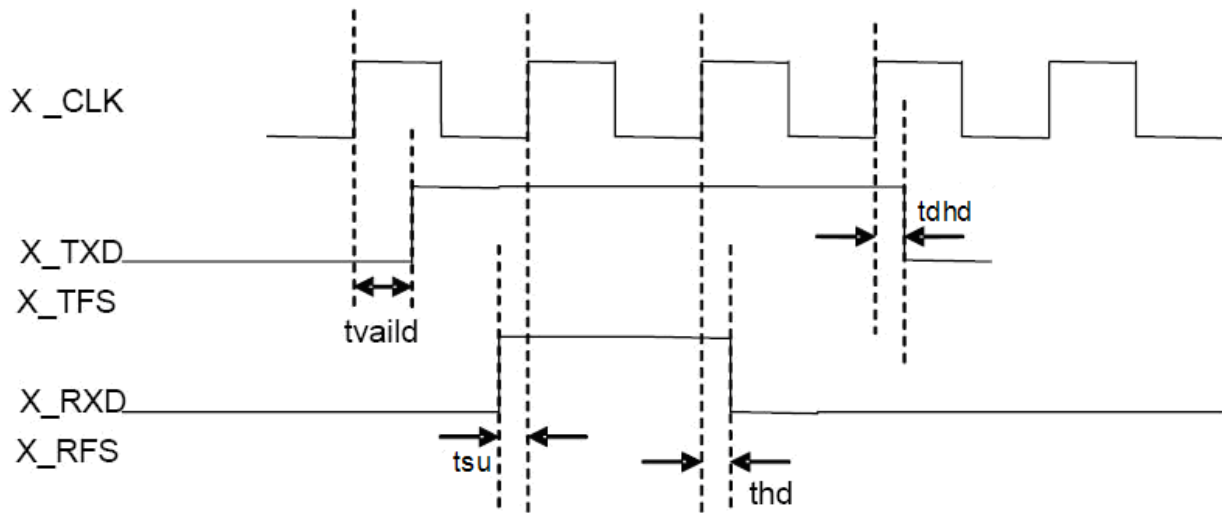 X _CLK
tdhd
X_TXD
X_TFS
tvaild
X_RXD
X_RFS
tsu
thd